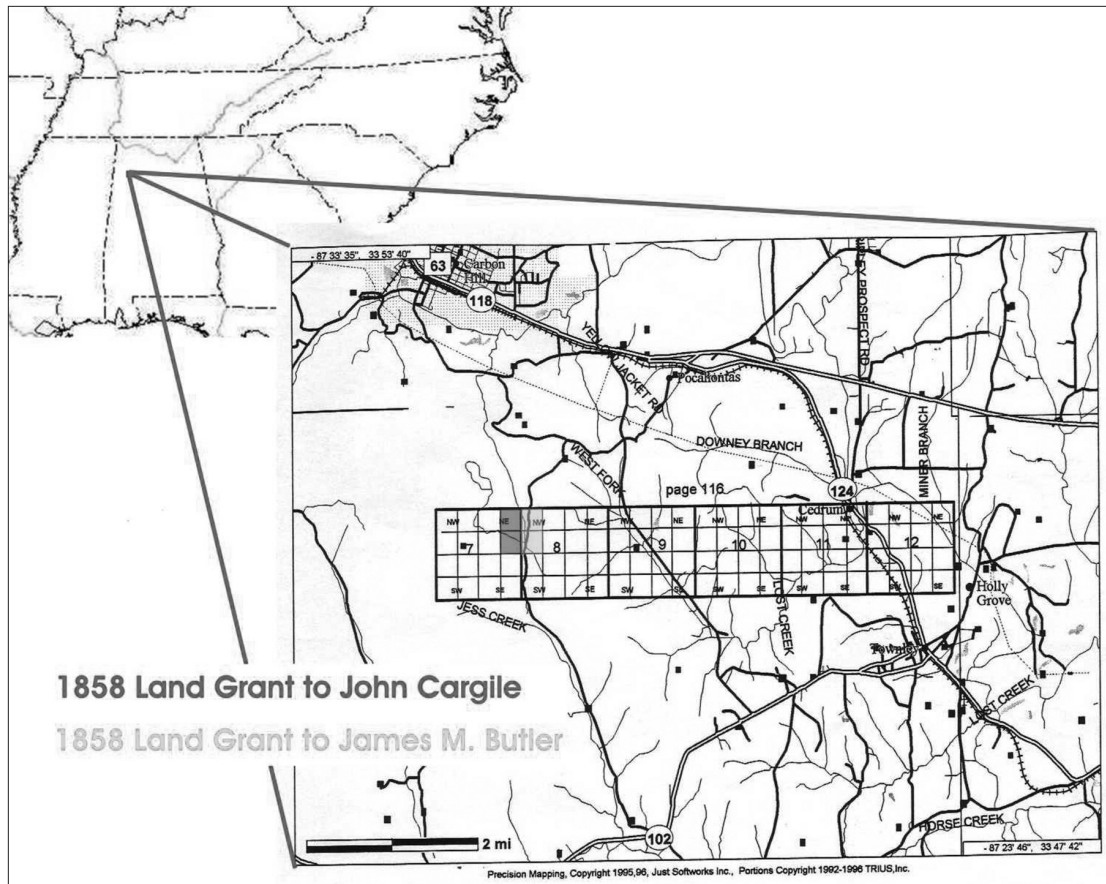 - 87 33' 35", 33 53' 40"
63
Carbon
Hill
118
YELLOWJACKET RD
PROSPECT RD
Pocahontas
DOWNEY BRANCH
MINER BRANCH
WEST FORK
page 116
124
Cedrum
NW NE NW NE NW NE NW NE NW NE NW NE
7 8 9 10 11 12
SW SE SW SE SW SE SW SE SW SE SW SE
Holly
Grove
JESS CREEK
LOST CREEK
Townley
LOST CREEK
1858 Land Grant to John Cargile
1858 Land Grant to James M. Butler
HORSE CREEK
2 mi
102
- 87 23' 46", 33 47' 42"
Precision Mapping, Copyright 1995,96, Just Softworks Inc., Portions Copyright 1992-1996 TRIUS,Inc.